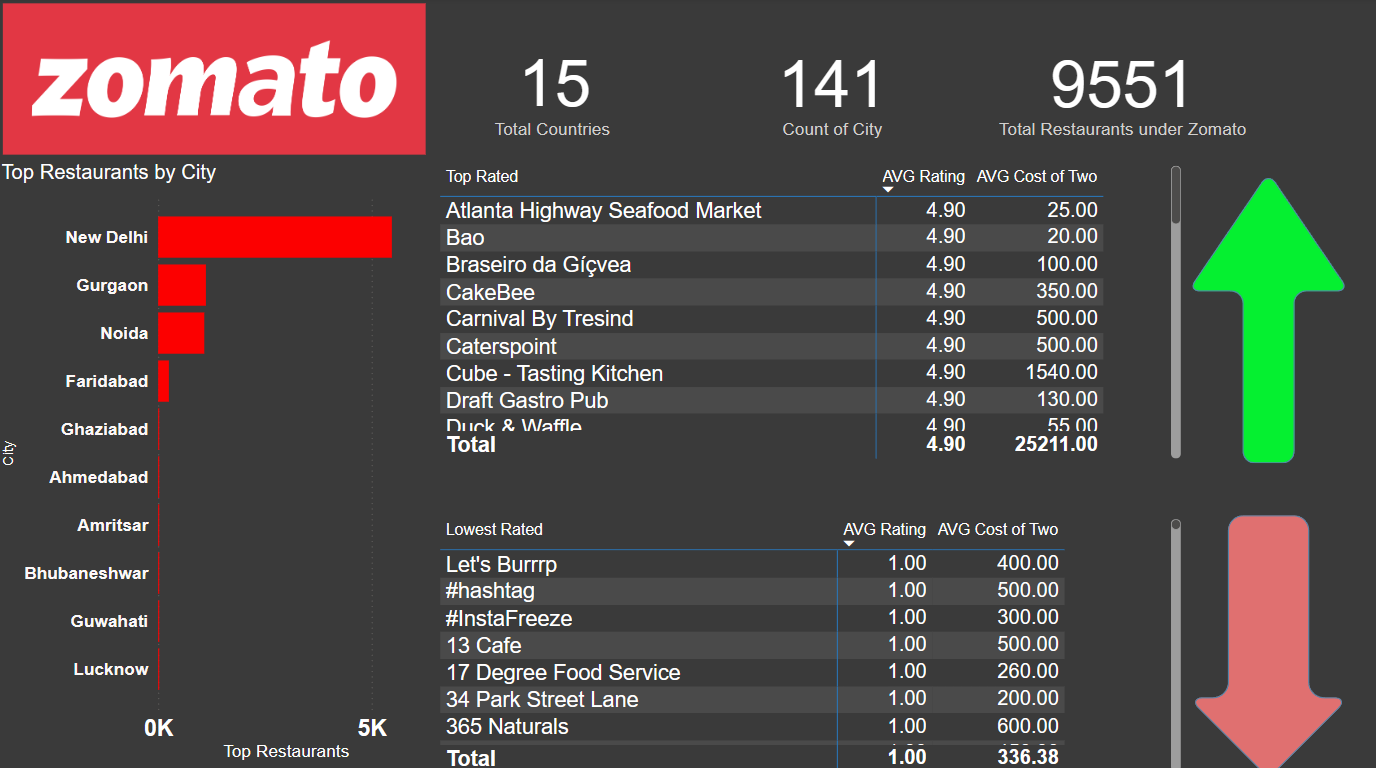 zomato
15
Total Countries
141
Count of City
9551
Total Restaurants under Zomato
Top Restaurants by City
City
New Delhi
Gurgaon
Noida
Faridabad
Ghaziabad
Ahmedabad
Amritsar
Bhubaneshwar
Guwahati
Lucknow
0K 5K
Top Restaurants
Top Rated AVG Rating AVG Cost of Two
Atlanta Highway Seafood Market 4.90 25.00
Bao 4.90 20.00
Braseiro da Gíçvea 4.90 100.00
CakeBee 4.90 350.00
Carnival By Tresind 4.90 500.00
Caterspoint 4.90 500.00
Cube - Tasting Kitchen 4.90 1540.00
Draft Gastro Pub 4.90 130.00
Duck & Waffle 4.90 55.00
Total 4.90 25211.00
Lowest Rated AVG Rating AVG Cost of Two
Let's Burrrp 1.00 400.00
#hashtag 1.00 500.00
#InstaFreeze 1.00 300.00
13 Cafe 1.00 500.00
17 Degree Food Service 1.00 260.00
34 Park Street Lane 1.00 200.00
365 Naturals 1.00 600.00
Total 1.00 336.38